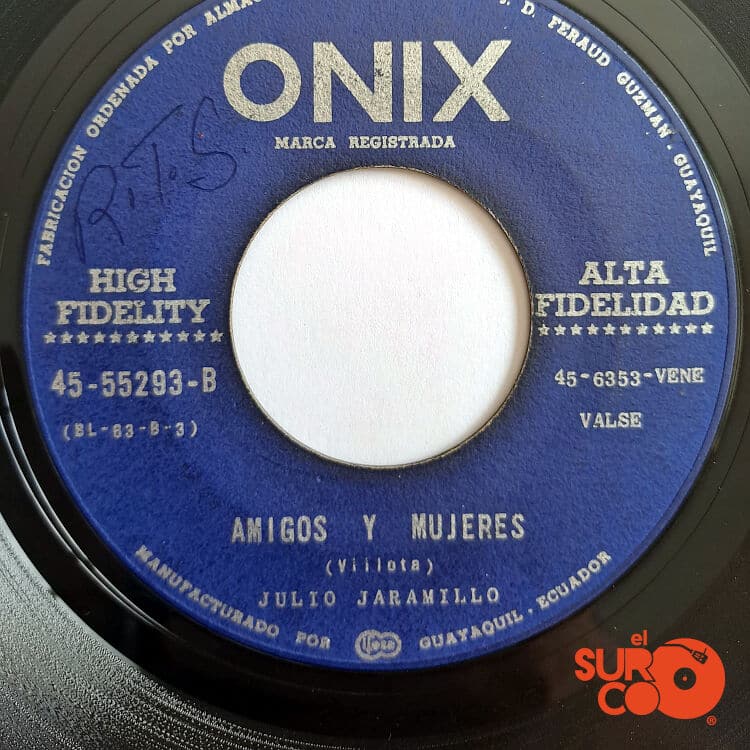 FABRICACION ORDENADA POR J. D. FERAUD GUZMAN. GUAYAQUIL
ONIX
MARCA REGISTRADA
R.T.S.
HIGH FIDELITY
ALTA FIDELIDAD
45-55293-B
45-6353-VENE
(BL-63-B-3)
VALSE
AMIGOS Y MUJERES
(Villota)
JULIO JARAMILLO
MANUFACTURADO POR GUAYAQUIL. ECUADOR
el SURCO
®